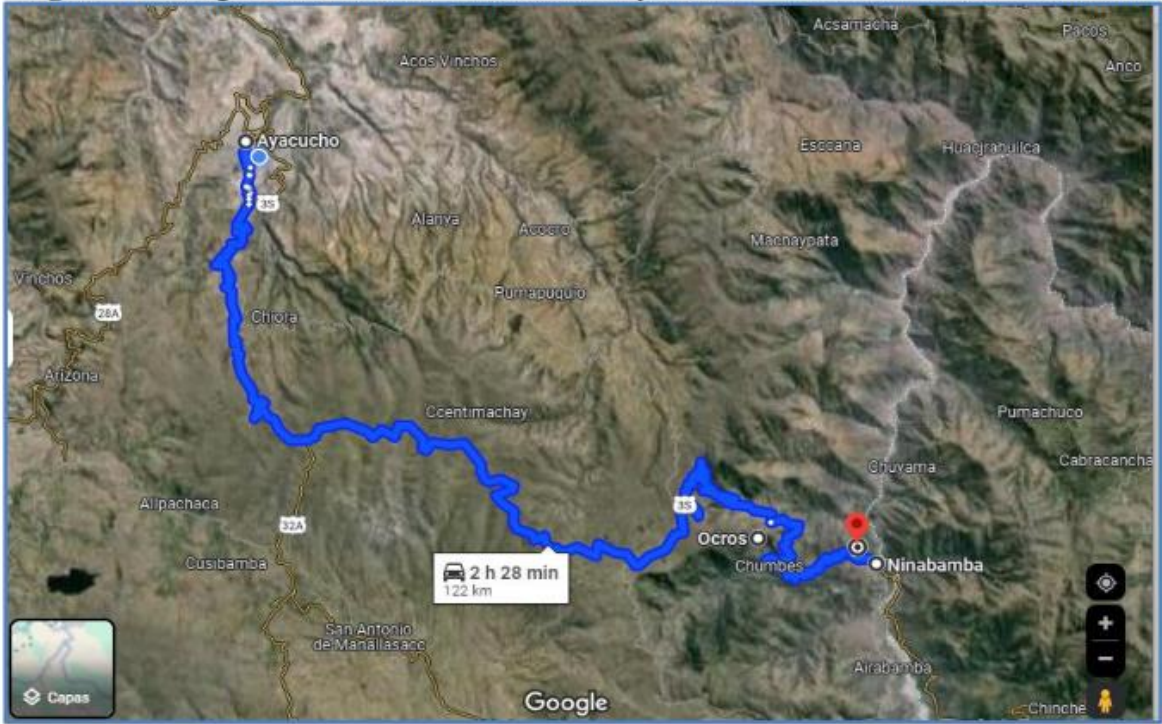 Acsamacha
Pacos
Acos Vinchos
Anco
Ayacucho
Esccana
Huacjrahuilca
3S
Alanya
Acocro
Machaypata
Vinchos
Pumapuquio
28A
Chiara
Arizona
Ccentimachay
Pumachuco
Chuyama
Cabracancha
Allpachaca
3S
32A
Ocros
Cusibamba
Chumbes
Ninabamba
2 h 28 min
122 km
San Antonio
de Manallasacc
Airabamba
Capas
Google
Chinche